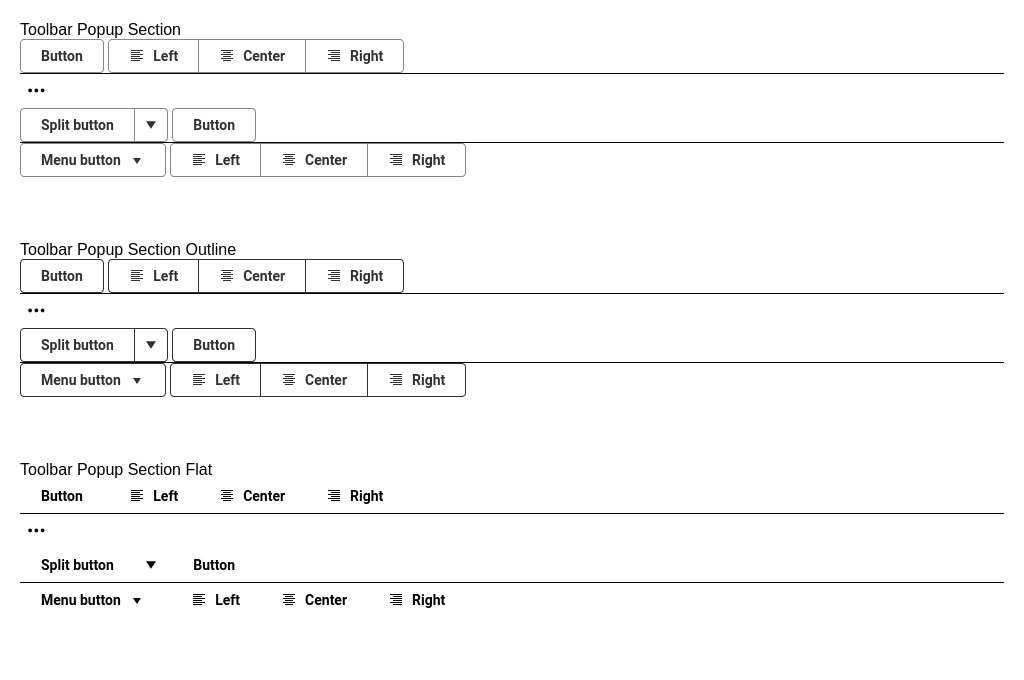 Toolbar Popup Section
Button Left Center Right
•••
Split button Button
Menu button Left Center Right
Toolbar Popup Section Outline
Button Left Center Right
•••
Split button Button
Menu button Left Center Right
Toolbar Popup Section Flat
Button Left Center Right
•••
Split button Button
Menu button Left Center Right